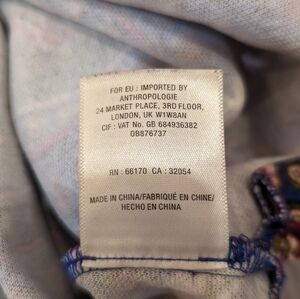 FOR EU : IMPORTED BY
ANTHROPOLOGIE
24 MARKET PLACE, 3RD FLOOR,
LONDON, UK W1W8AN
CIF : VAT No. GB 684936382
OB876737
RN : 66170 CA : 32054
MADE IN CHINA/FABRIQUÉ EN CHINE/
HECHO EN CHINA